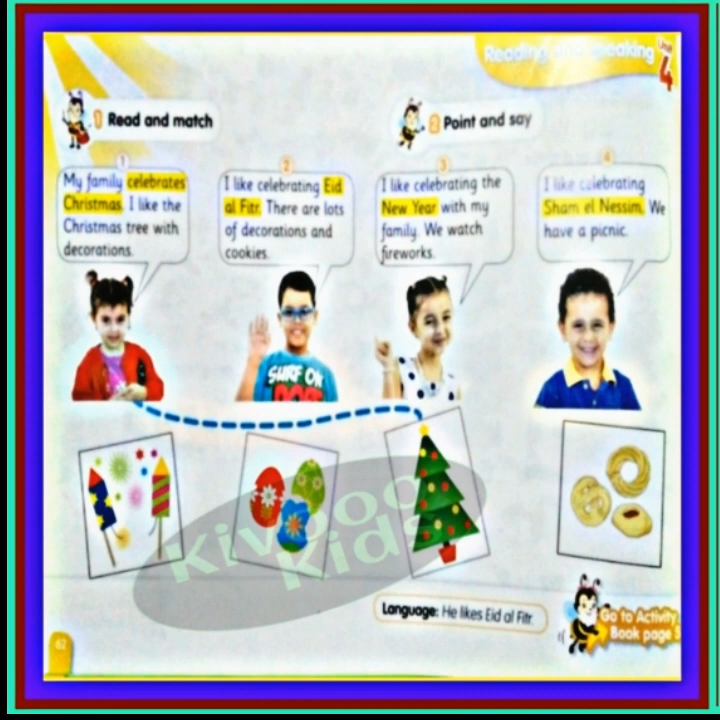 Reading and Speaking
Unit
4
1 Read and match
2 Point and say
1
My family celebrates
Christmas. I like the
Christmas tree with
decorations.
2
I like celebrating Eid
al Fitr. There are lots
of decorations and
cookies.
3
I like celebrating the
New Year with my
family. We watch
fireworks.
4
I like celebrating
Sham el Nessim. We
have a picnic.
SURF ON
Kivooo
Kids
Language: He likes Eid al Fitr.
Go to Activity
Book page 5
62